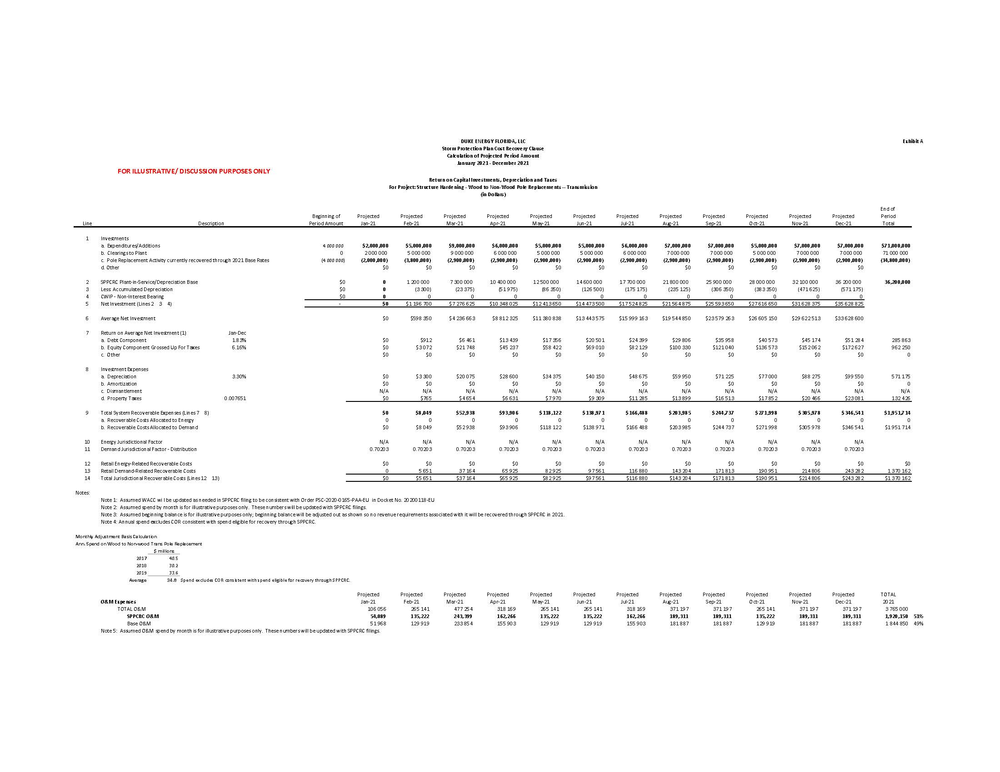 DUKE ENERGY FLORIDA, LLC Exhibit A
Storm Protection Plan Cost Recovery Clause
Calculation of Projected Period Amount
January 2021 - December 2021
FOR ILLUSTRATIVE/ DISCUSSION PURPOSES ONLY
Return on Capital Investments, Depreciation and Taxes
For Project: Structure Hardening - Wood to Non-Wood Pole Replacements -- Transmission
(in Dollars)
End of
Beginning of Projected Projected Projected Projected Projected Projected Projected Projected Projected Projected Projected Projected Period
Line Description Period Amount Jan-21 Feb-21 Mar-21 Apr-21 May-21 Jun-21 Jul-21 Aug-21 Sep-21 Oct-21 Nov-21 Dec-21 Total
1 Investments
a. Expenditures/Additions 4 000 000 $2,000,000 $5,000,000 $9,000,000 $6,000,000 $5,000,000 $5,000,000 $6,000,000 $7,000,000 $7,000,000 $5,000,000 $7,000,000 $7,000,000 $71,000,000
b. Clearings to Plant 0 2 000 000 5 000 000 9 000 000 6 000 000 5 000 000 5 000 000 6 000 000 7 000 000 7 000 000 5 000 000 7 000 000 7 000 000 71 000 000
c. Pole Replacement Activity currently recovered through 2021 Base Rates (4 000 000) (2,000,000) (3,800,000) (2,900,000) (2,900,000) (2,900,000) (2,900,000) (2,900,000) (2,900,000) (2,900,000) (2,900,000) (2,900,000) (2,900,000) (34,800,000)
d. Other $0 $0 $0 $0 $0 $0 $0 $0 $0 $0 $0 $0
2 SPPCRC Plant-in-Service/Depreciation Base $0 0 1 200 000 7 300 000 10 400 000 12 500 000 14 600 000 17 700 000 21 800 000 25 900 000 28 000 000 32 100 000 36 200 000 36,200,000
3 Less: Accumulated Depreciation $0 0 (3 300) (23 375) (51 975) (86 350) (126 500) (175 175) (235 125) (306 350) (383 350) (471 625) (571 175)
4 CWIP - Non-Interest Bearing $0 0 0 0 0 0 0 0 0 0 0 0 0
5 Net Investment (Lines 2 3 4) - $0 $1 196 700 $7 276 625 $10 348 025 $12 413 650 $14 473 500 $17 524 825 $21 564 875 $25 593 650 $27 616 650 $31 628 375 $35 628 825
6 Average Net Investment $0 $598 350 $4 236 663 $8 812 325 $11 380 838 $13 443 575 $15 999 163 $19 544 850 $23 579 263 $26 605 150 $29 622 513 $33 628 600
7 Return on Average Net Investment (1) Jan-Dec
a. Debt Component 1.83% $0 $912 $6 461 $13 439 $17 356 $20 501 $24 399 $29 806 $35 958 $40 573 $45 174 $51 284 285 863
b. Equity Component Grossed Up For Taxes 6.16% $0 $3 072 $21 748 $45 237 $58 422 $69 010 $82 129 $100 330 $121 040 $136 573 $152 062 $172 627 962 250
c. Other $0 $0 $0 $0 $0 $0 $0 $0 $0 $0 $0 $0 0
8 Investment Expenses
a. Depreciation 3.30% $0 $3 300 $20 075 $28 600 $34 375 $40 150 $48 675 $59 950 $71 225 $77 000 $88 275 $99 550 571 175
b. Amortization $0 $0 $0 $0 $0 $0 $0 $0 $0 $0 $0 $0 0
c. Dismantlement N/A N/A N/A N/A N/A N/A N/A N/A N/A N/A N/A N/A N/A
d. Property Taxes 0.007651 $0 $765 $4 654 $6 631 $7 970 $9 309 $11 285 $13 899 $16 513 $17 852 $20 466 $23 081 132 426
9 Total System Recoverable Expenses (Lines 7 8) $0 $8,049 $52,938 $93,906 $118,122 $138,971 $166,488 $203,985 $244,737 $271,998 $305,978 $346,541 $1,951,714
a. Recoverable Costs Allocated to Energy 0 0 0 0 0 0 0 0 0 0 0 0 0
b. Recoverable Costs Allocated to Demand $0 $8 049 $52 938 $93 906 $118 122 $138 971 $166 488 $203 985 $244 737 $271 998 $305 978 $346 541 $1 951 714
10 Energy Jurisdictional Factor N/A N/A N/A N/A N/A N/A N/A N/A N/A N/A N/A N/A
11 Demand Jurisdictional Factor - Distribution 0.70203 0.70203 0.70203 0.70203 0.70203 0.70203 0.70203 0.70203 0.70203 0.70203 0.70203 0.70203
12 Retail Energy-Related Recoverable Costs $0 $0 $0 $0 $0 $0 $0 $0 $0 $0 $0 $0 $0
13 Retail Demand-Related Recoverable Costs 0 5 651 37 164 65 925 82 925 97 561 116 880 143 204 171 813 190 951 214 806 243 282 1 370 162
14 Total Jurisdictional Recoverable Costs (Lines 12 13) $0 $5 651 $37 164 $65 925 $82 925 $97 561 $116 880 $143 204 $171 813 $190 951 $214 806 $243 282 $1 370 162
Notes:
Note 1: Assumed WACC wi l be updated as needed in SPPCRC filing to be consistent with Order PSC-2020-0165-PAA-EU in Docket No. 20200118-EU
Note 2: Assumed spend by month is for illustrative purposes only. These numbers will be updated with SPPCRC filings.
Note 3: Assumed beginning balance is for illustrative purposes only; beginning balance will be adjusted out as shown so no revenue requirements associated with it will be recovered through SPPCRC in 2021.
Note 4: Annual spend excludes COR consistent with spend eligible for recovery through SPPCRC.
Monthly Adjustment Basis Calculation
Ann. Spend on Wood to Non-wood Trans Pole Replacement
$ millions
2017 40.5
2018 30.2
2019 33.6
Average 34.8 Spend excludes COR consistent with spend eligible for recovery through SPPCRC.
Projected Projected Projected Projected Projected Projected Projected Projected Projected Projected Projected Projected TOTAL
O&M Expenses Jan-21 Feb-21 Mar-21 Apr-21 May-21 Jun-21 Jul-21 Aug-21 Sep-21 Oct-21 Nov-21 Dec-21 2021
TOTAL O&M 106 056 265 141 477 254 318 169 265 141 265 141 318 169 371 197 371 197 265 141 371 197 371 197 3 765 000
SPPCRC O&M 54,089 135,222 243,399 162,266 135,222 135,222 162,266 189,311 189,311 135,222 189,311 189,311 1,920,150 51%
Base O&M 51 968 129 919 233 854 155 903 129 919 129 919 155 903 181 887 181 887 129 919 181 887 181 887 1 844 850 49%
Note 5: Assumed O&M spend by month is for illustrative purposes only. These numbers will be updated with SPPCRC filings.